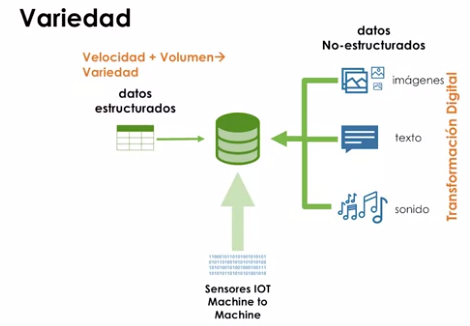 Variedad
Velocidad + Volumen→
Variedad
datos
estructurados
datos
No-estructurados
imágenes
texto
sonido
Transformación Digital
Sensores IOT
Machine to
Machine